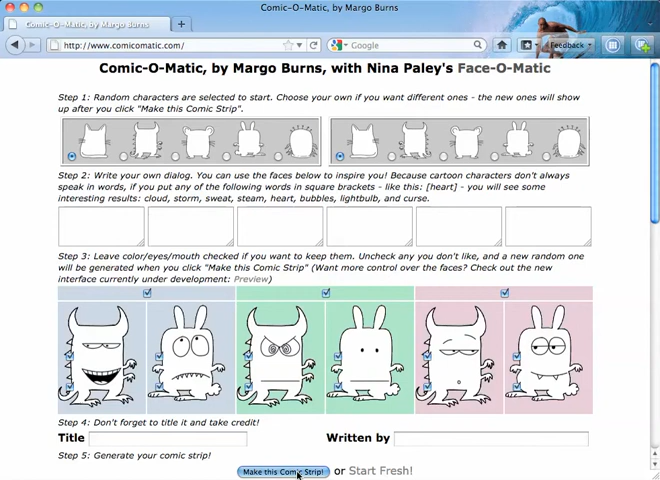 Comic-O-Matic, by Margo Burns
Comic-O-Matic, by Margo Burns
http://www.comicomatic.com/
Google
Feedback
Comic-O-Matic, by Margo Burns, with Nina Paley's Face-O-Matic
Step 1: Random characters are selected to start. Choose your own if you want different ones - the new ones will show
up after you click "Make this Comic Strip".
Step 2: Write your own dialog. You can use the faces below to inspire you! Because cartoon characters don't always
speak in words, if you put any of the following words in square brackets - like this: [heart] - you will see some
interesting results: cloud, storm, sweat, steam, heart, bubbles, lightbulb, and curse.
Step 3: Leave color/eyes/mouth checked if you want to keep them. Uncheck any you don't like, and a new random one
will be generated when you click "Make this Comic Strip" (Want more control over the faces? Check out the new
interface currently under development: Preview)
Step 4: Don't forget to title it and take credit!
Title
Written by
Step 5: Generate your comic strip!
Make this Comic Strip! or Start Fresh!